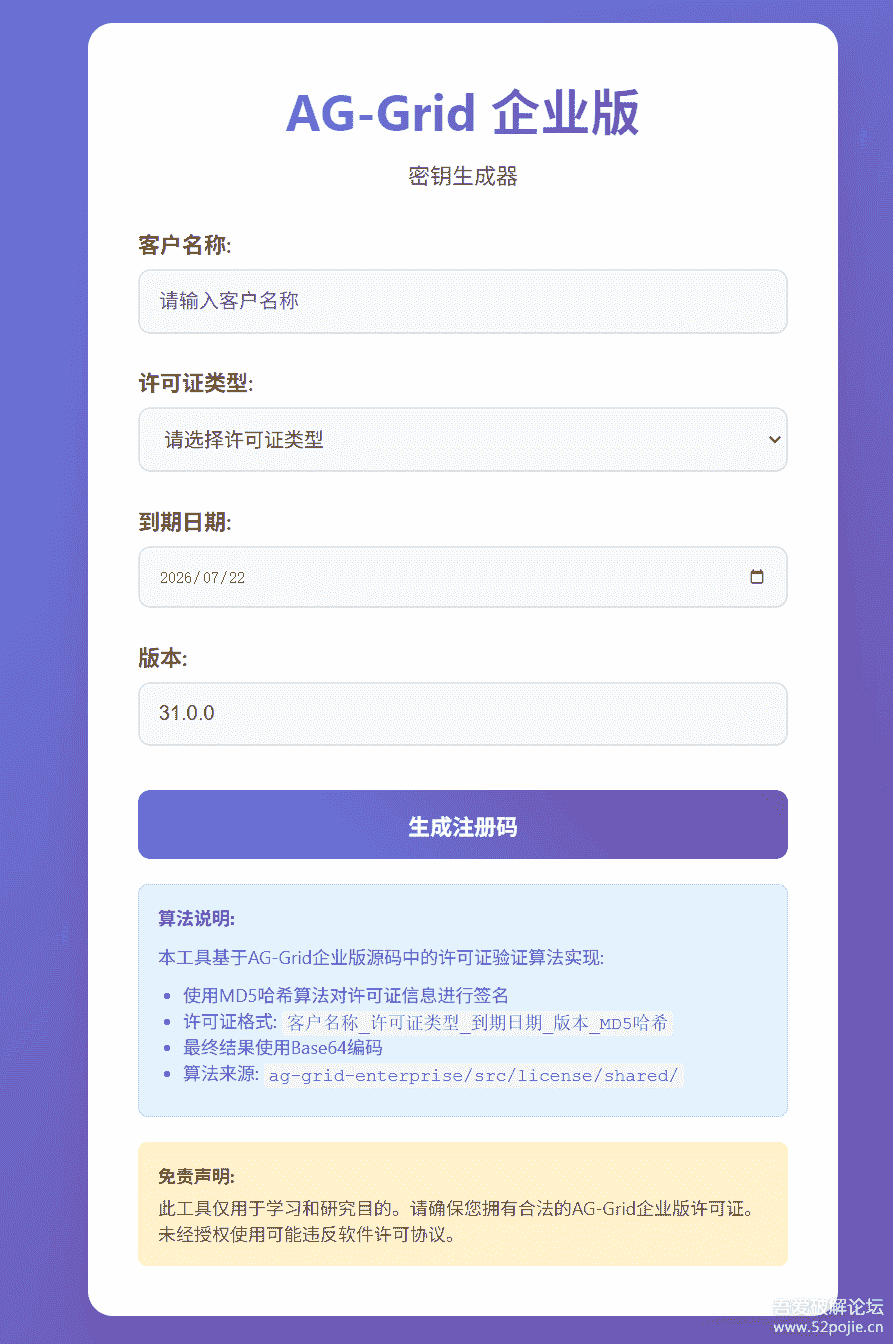 AG-Grid 企业版
密钥生成器
客户名称:
请输入客户名称
许可证类型:
请选择许可证类型
到期日期:
2026/07/22
版本:
31.0.0
生成注册码
算法说明:
本工具基于AG-Grid企业版源码中的许可证验证算法实现:
使用MD5哈希算法对许可证信息进行签名
许可证格式: 客户名称_许可证类型_到期日期_版本_MD5哈希
最终结果使用Base64编码
算法来源: ag-grid-enterprise/src/license/shared/
免责声明:
此工具仅用于学习和研究目的。请确保您拥有合法的AG-Grid企业版许可证。
未经授权使用可能违反软件许可协议。
吾爱破解论坛
www.52pojie.cn